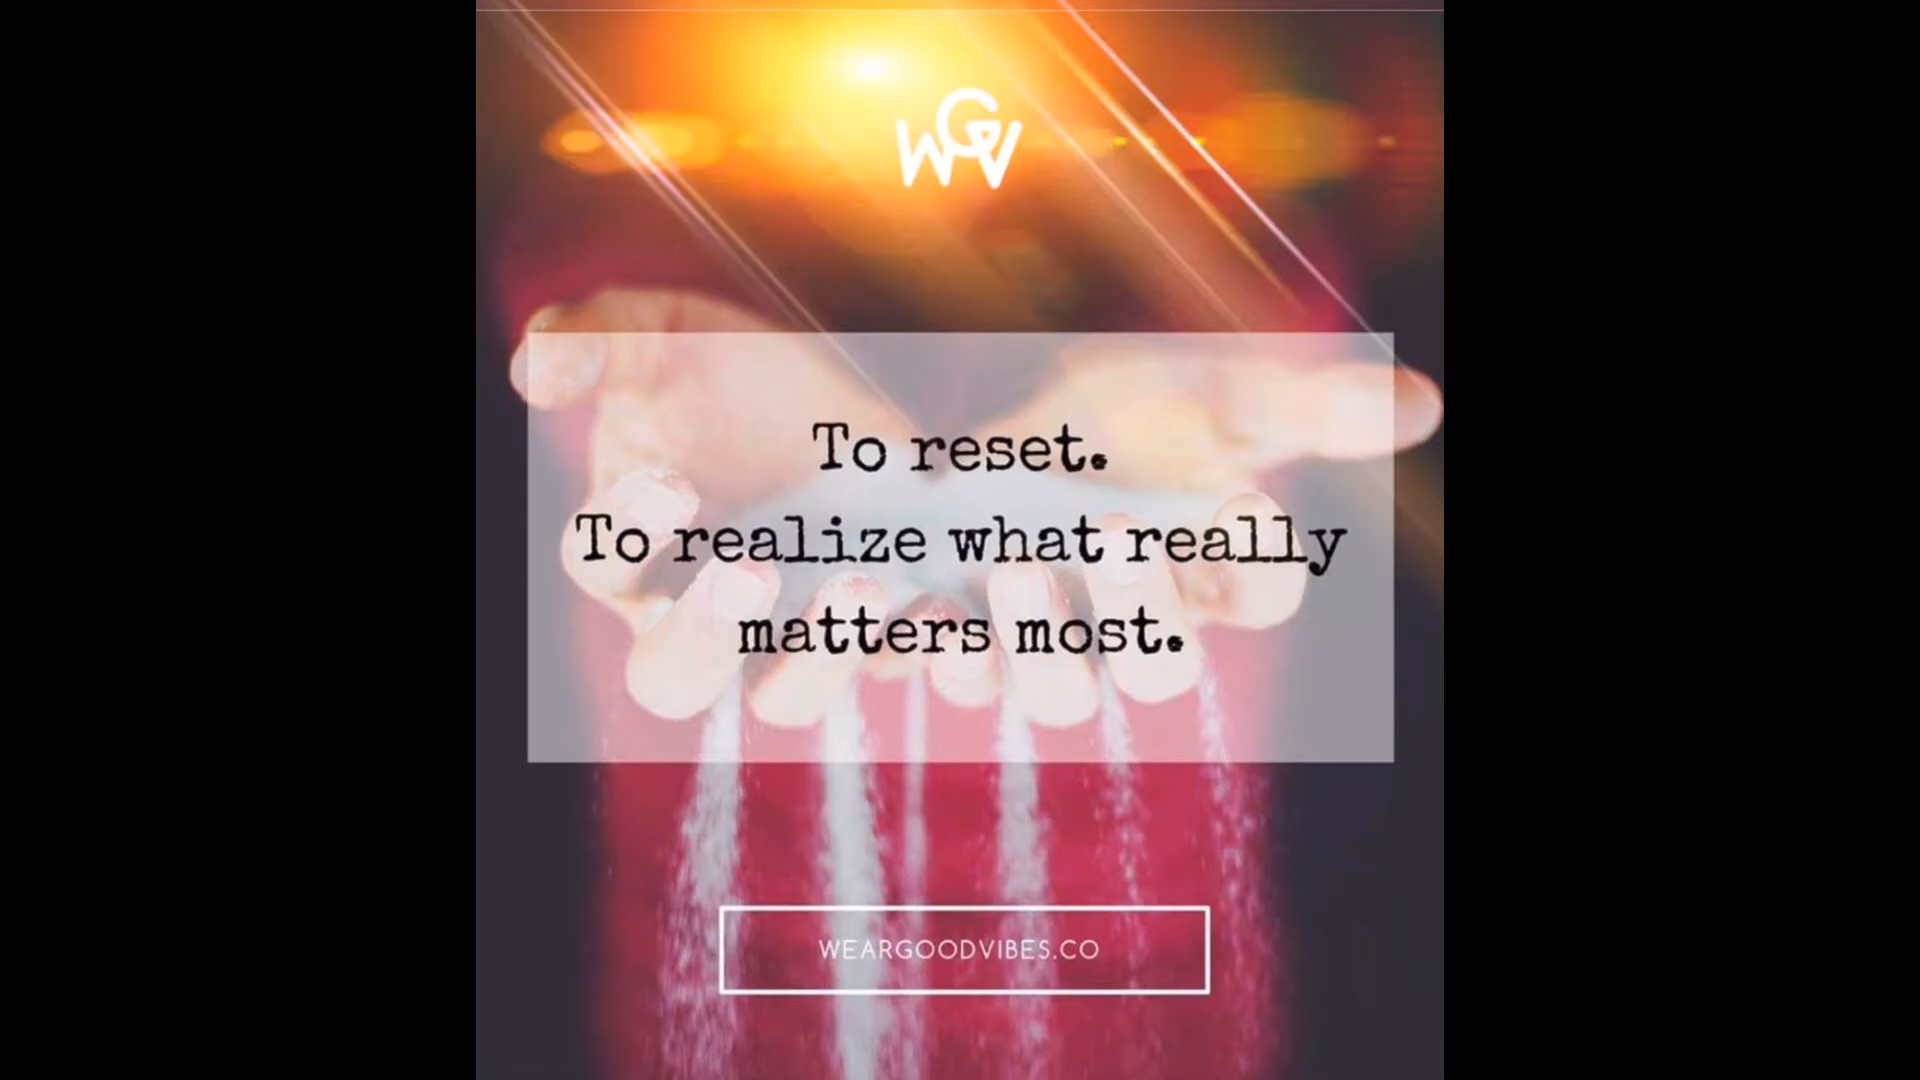 WGV
To reset.
To realize what really
matters most.
WEARGOODVIBES.CO